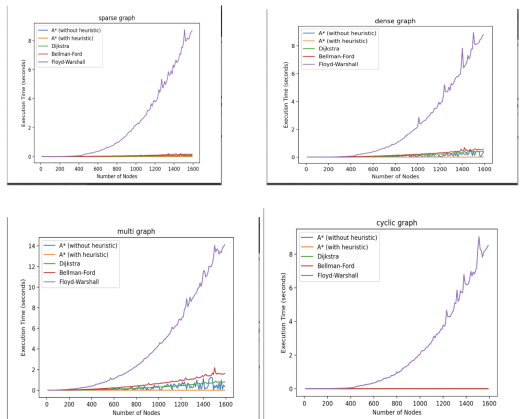 sparse graph
A* (without heuristic)
A* (with heuristic)
Dijkstra
Bellman-Ford
Floyd-Warshall
Execution Time (seconds)
8
6
4
2
0
0 200 400 600 800 1000 1200 1400 1600
Number of Nodes
dense graph
A* (without heuristic)
A* (with heuristic)
Dijkstra
Bellman-Ford
Floyd-Warshall
Execution Time (seconds)
8
6
4
2
0
0 200 400 600 800 1000 1200 1400 1600
Number of Nodes
multi graph
A* (without heuristic)
A* (with heuristic)
Dijkstra
Bellman-Ford
Floyd-Warshall
Execution Time (seconds)
14
12
10
8
6
4
2
0
0 200 400 600 800 1000 1200 1400 1600
Number of Nodes
cyclic graph
A* (without heuristic)
A* (with heuristic)
Dijkstra
Bellman-Ford
Floyd-Warshall
Execution Time (seconds)
8
6
4
2
0
0 200 400 600 800 1000 1200 1400 1600
Number of Nodes